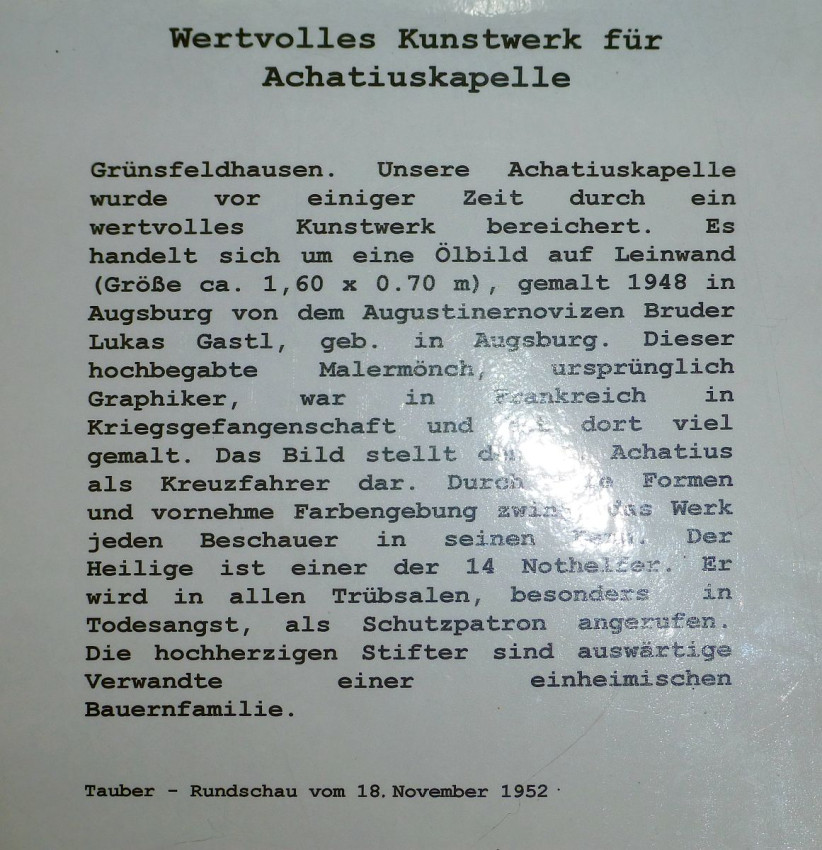 Wertvolles Kunstwerk für
Achatiuskapelle
Grünsfeldhausen. Unsere Achatiuskapelle
wurde vor einiger Zeit durch ein
wertvolles Kunstwerk bereichert. Es
handelt sich um eine Ölbild auf Leinwand
(Größe ca. 1,60 x 0.70 m), gemalt 1948 in
Augsburg von dem Augustinernovizen Bruder
Lukas Gastl, geb. in Augsburg. Dieser
hochbegabte Malermönch, ursprünglich
Graphiker, war in Frankreich in
Kriegsgefangenschaft und dort viel
gemalt. Das Bild stellt Achatius
als Kreuzfahrer dar. Durch Formen
und vornehme Farbengebung zwingt das Werk
jeden Beschauer in seinen Der
Heilige ist einer der 14 Nothelfer. Er
wird in allen Trübsalen, besonders in
Todesangst, als Schutzpatron angerufen.
Die hochherzigen Stifter sind auswärtige
Verwandte einer einheimischen
Bauernfamilie.
Tauber - Rundschau vom 18. November 1952